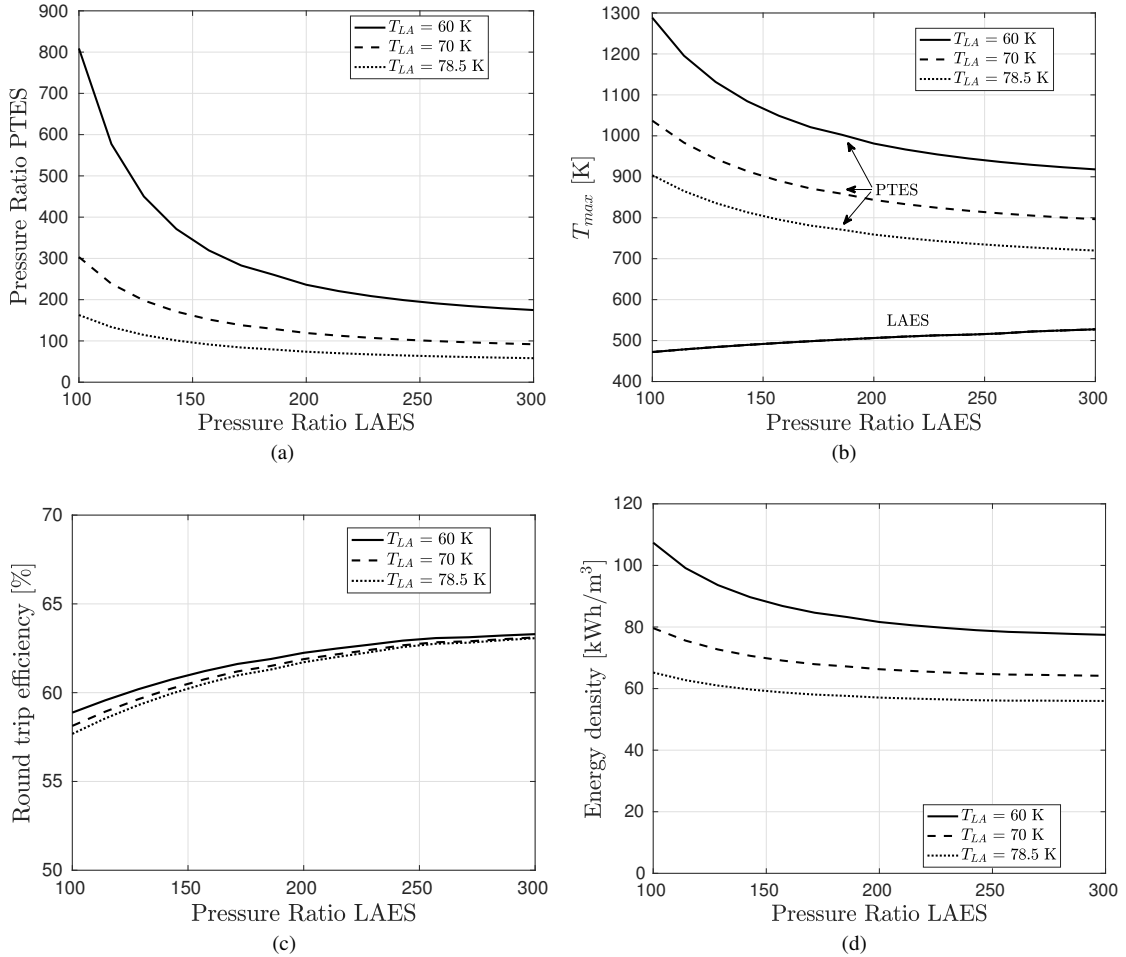 Pressure Ratio PTES
900
800
700
600
500
400
300
200
100
0
T_LA = 60 K
T_LA = 70 K
T_LA = 78.5 K
100 150 200 250 300
Pressure Ratio LAES
(a)
T_max [K]
1300
1200
1100
1000
900
800
700
600
500
400
T_LA = 60 K
T_LA = 70 K
T_LA = 78.5 K
PTES
LAES
100 150 200 250 300
Pressure Ratio LAES
(b)
Round trip efficiency [%]
70
65
60
55
50
T_LA = 60 K
T_LA = 70 K
T_LA = 78.5 K
100 150 200 250 300
Pressure Ratio LAES
(c)
Energy density [kWh/m³]
120
100
80
60
40
20
0
T_LA = 60 K
T_LA = 70 K
T_LA = 78.5 K
100 150 200 250 300
Pressure Ratio LAES
(d)